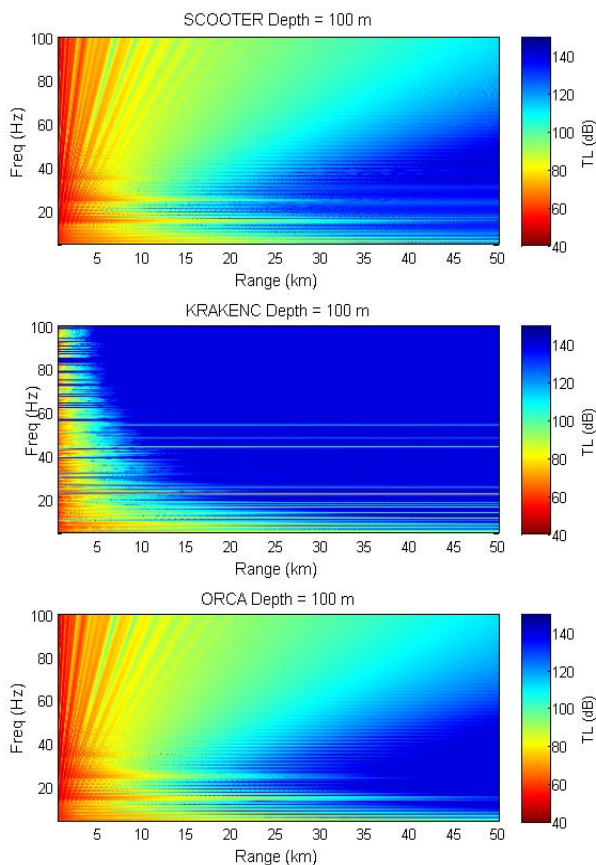 SCOOTER Depth = 100 m
100
80
60
40
20
Freq (Hz)
5 10 15 20 25 30 35 40 45 50
Range (km)
140
120
100
80
60
40
TL (dB)
KRAKENC Depth = 100 m
100
80
60
40
20
Freq (Hz)
5 10 15 20 25 30 35 40 45 50
Range (km)
140
120
100
80
60
40
TL (dB)
ORCA Depth = 100 m
100
80
60
40
20
Freq (Hz)
5 10 15 20 25 30 35 40 45 50
Range (km)
140
120
100
80
60
40
TL (dB)